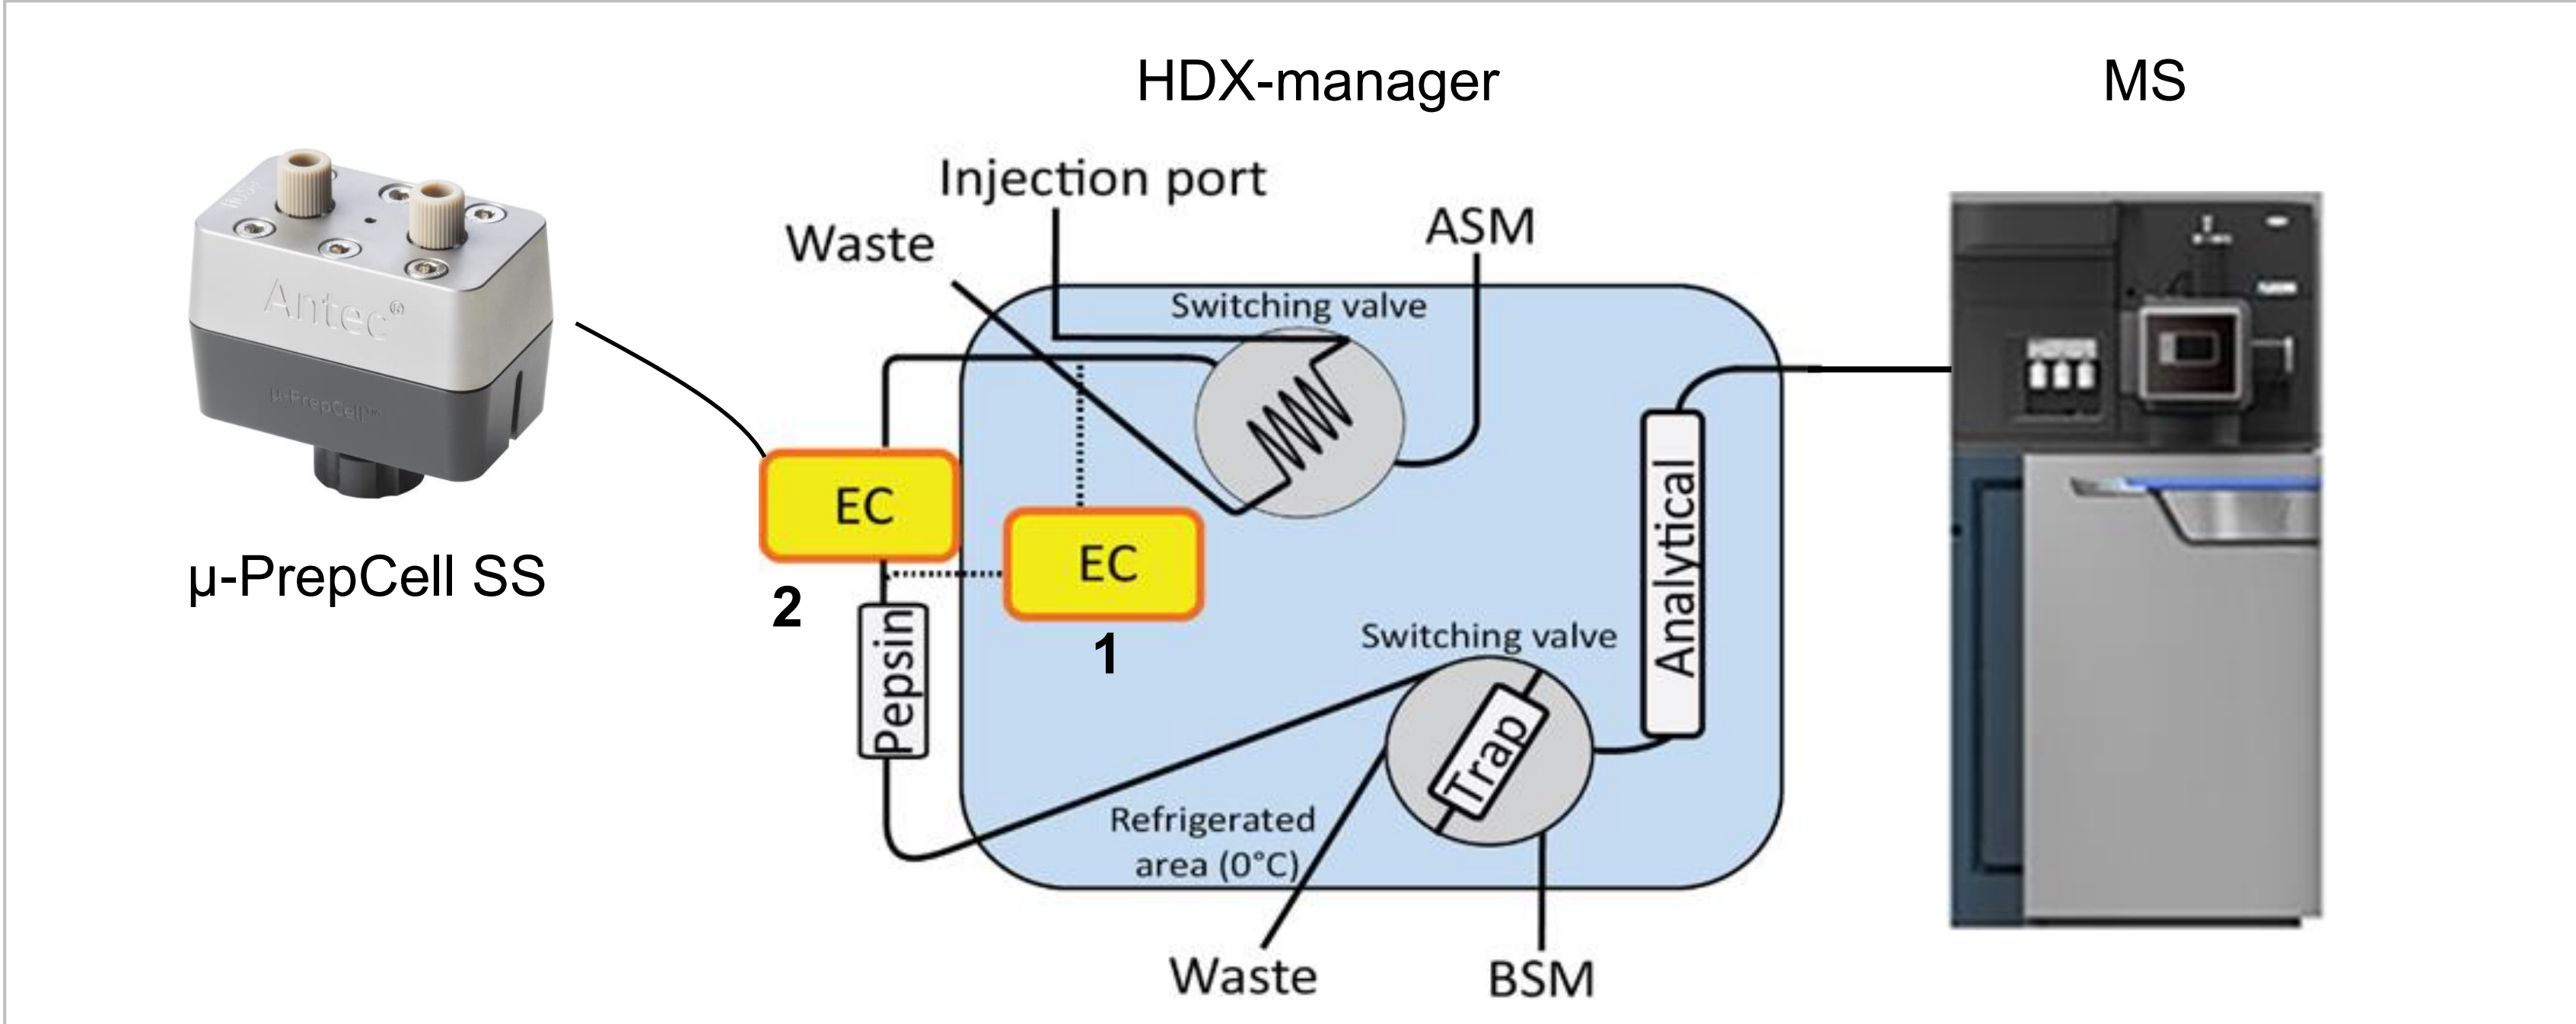 HDX-manager
MS
Injection port
Waste
ASM
Switching valve
Antec®
μ-PrepCell™
EC
2
EC
1
μ-PrepCell SS
Pepsin
Analytical
Switching valve
Trap
Refrigerated
area (0°C)
Waste
BSM